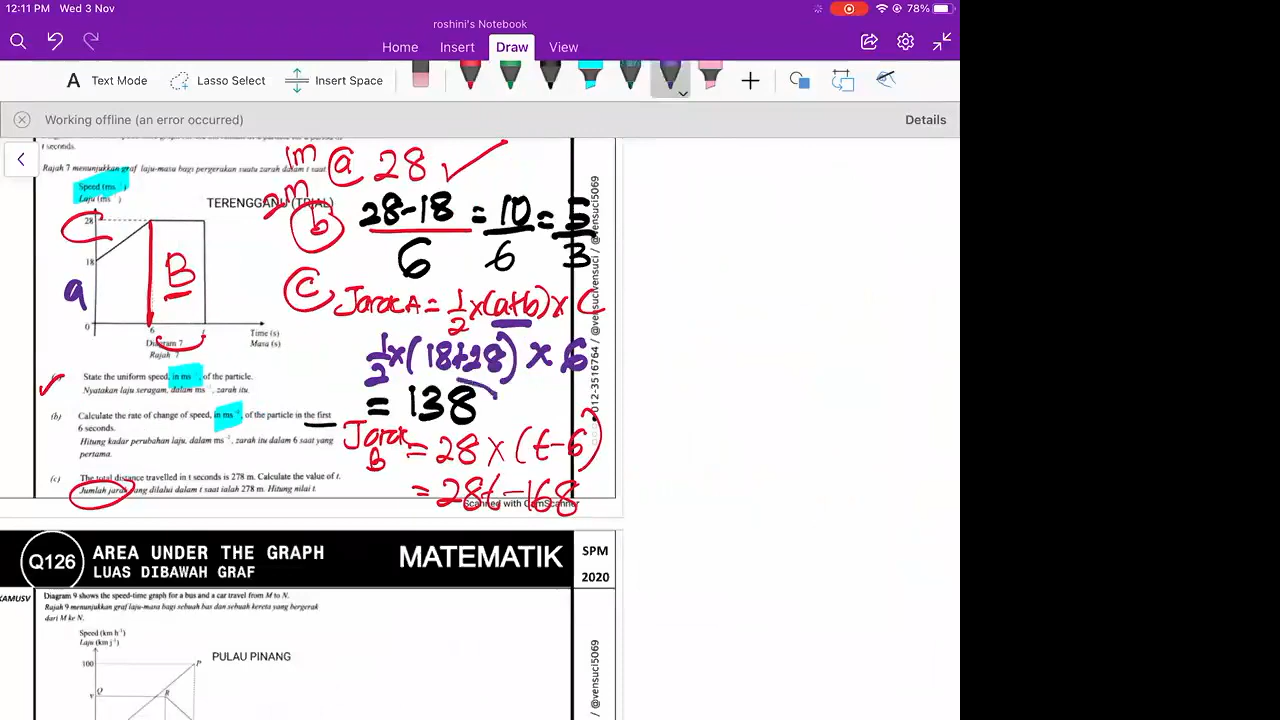 12:11 PM Wed 3 Nov
78%
roshini's Notebook
Home Insert Draw View
Text Mode Lasso Select Insert Space
Working offline (an error occurred) Details
t seconds.
Rajah 7 menunjukkan graf laju-masa bagi pergerakan suatu zarah dalam t saat.
Speed (ms
Laju (ms
TERENGGANU (TRIAL)
28
18
0
6
t
a
B
Time (s)
Masa (s)
Diagram 7
Rajah 7
1m
@ 28 ✓
2m
b
28-18 = 10 = 5
6 6 3
C Jarak A = 1/2 x (a+b) x C
1/2 x (18+28) x 6
= 138
Jarak B = 28 x (t-6)
= 28t - 168
State the uniform speed, in ms⁻¹, of the particle.
Nyatakan laju seragam, dalam ms⁻¹, zarah itu.
(b) Calculate the rate of change of speed, in ms⁻², of the particle in the first
6 seconds.
Hitung kadar perubahan laju, dalam ms⁻², zarah itu dalam 6 saat yang
pertama.
(c) The total distance travelled in t seconds is 278 m. Calculate the value of t.
Jumlah jarak yang dilalui dalam t saat ialah 278 m. Hitung nilai t.
Scanned with CamScanner
012-3516764 / @vensucivensuci / @vensuci5069
Q126
AREA UNDER THE GRAPH
LUAS DIBAWAH GRAF
MATEMATIK
SPM
2020
KAMUSV
Diagram 9 shows the speed-time graph for a bus and a car travel from M to N.
Rajah 9 menunjukkan graf laju-masa bagi sebuah bas dan sebuah kereta yang bergerak
dari M ke N.
Speed (km h⁻¹)
Laju (km j⁻¹)
PULAU PINANG
100
P
v
Q
R
/ @vensuci5069